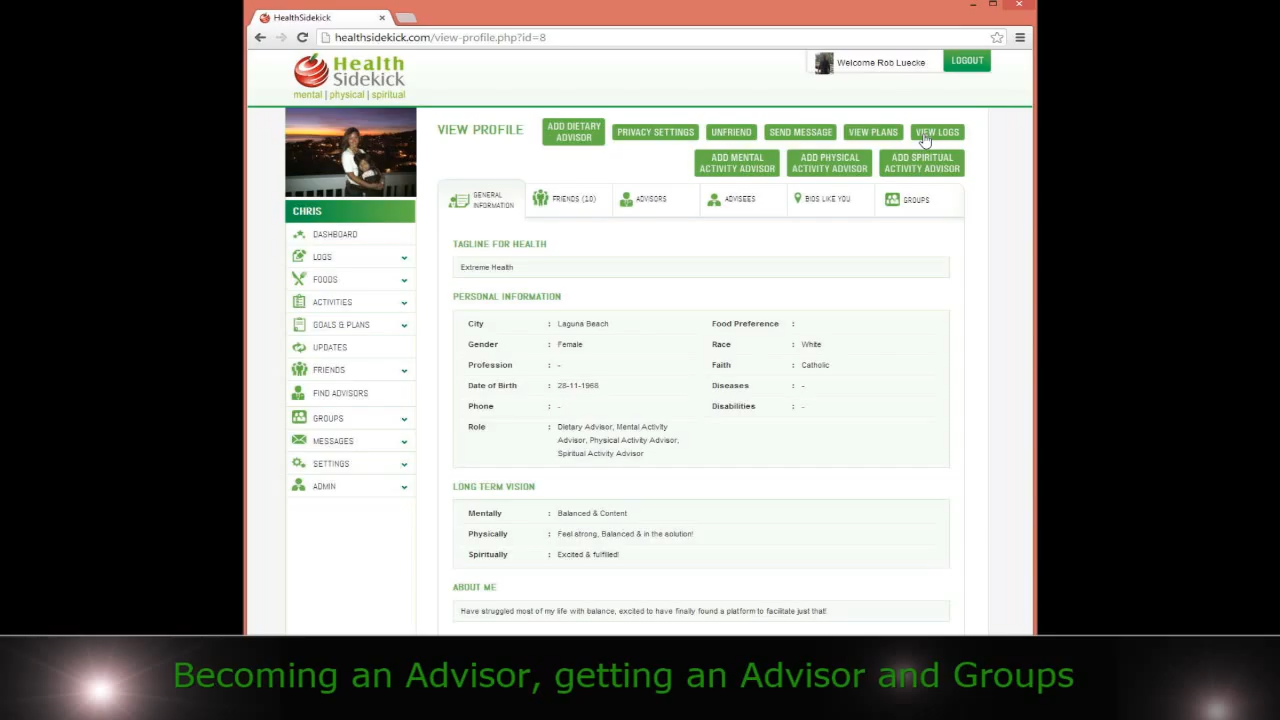 HealthSidekick
healthsidekick.com/view-profile.php?id=8
Health
Sidekick
mental | physical | spiritual
Welcome Rob Luecke
LOGOUT
VIEW PROFILE
ADD DIETARY
ADVISOR
PRIVACY SETTINGS
UNFRIEND
SEND MESSAGE
VIEW PLANS
VIEW LOGS
ADD MENTAL
ACTIVITY ADVISOR
ADD PHYSICAL
ACTIVITY ADVISOR
ADD SPIRITUAL
ACTIVITY ADVISOR
GENERAL
INFORMATION
FRIENDS (10)
ADVISORS
ADVISEES
BIOS LIKE YOU
GROUPS
CHRIS
DASHBOARD
LOGS
FOODS
ACTIVITIES
GOALS & PLANS
UPDATES
FRIENDS
FIND ADVISORS
GROUPS
MESSAGES
SETTINGS
ADMIN
TAGLINE FOR HEALTH
Extreme Health
PERSONAL INFORMATION
City : Laguna Beach Food Preference :
Gender : Female Race : White
Profession : - Faith : Catholic
Date of Birth : 28-11-1968 Diseases : -
Phone : - Disabilities : -
Role : Dietary Advisor, Mental Activity
Advisor, Physical Activity Advisor,
Spiritual Activity Advisor
LONG TERM VISION
Mentally : Balanced & Content
Physically : Feel strong, Balanced & in the solution!
Spiritually : Excited & fulfilled!
ABOUT ME
Have struggled most of my life with balance, excited to have finally found a platform to facilitate just that!
Becoming an Advisor, getting an Advisor and Groups